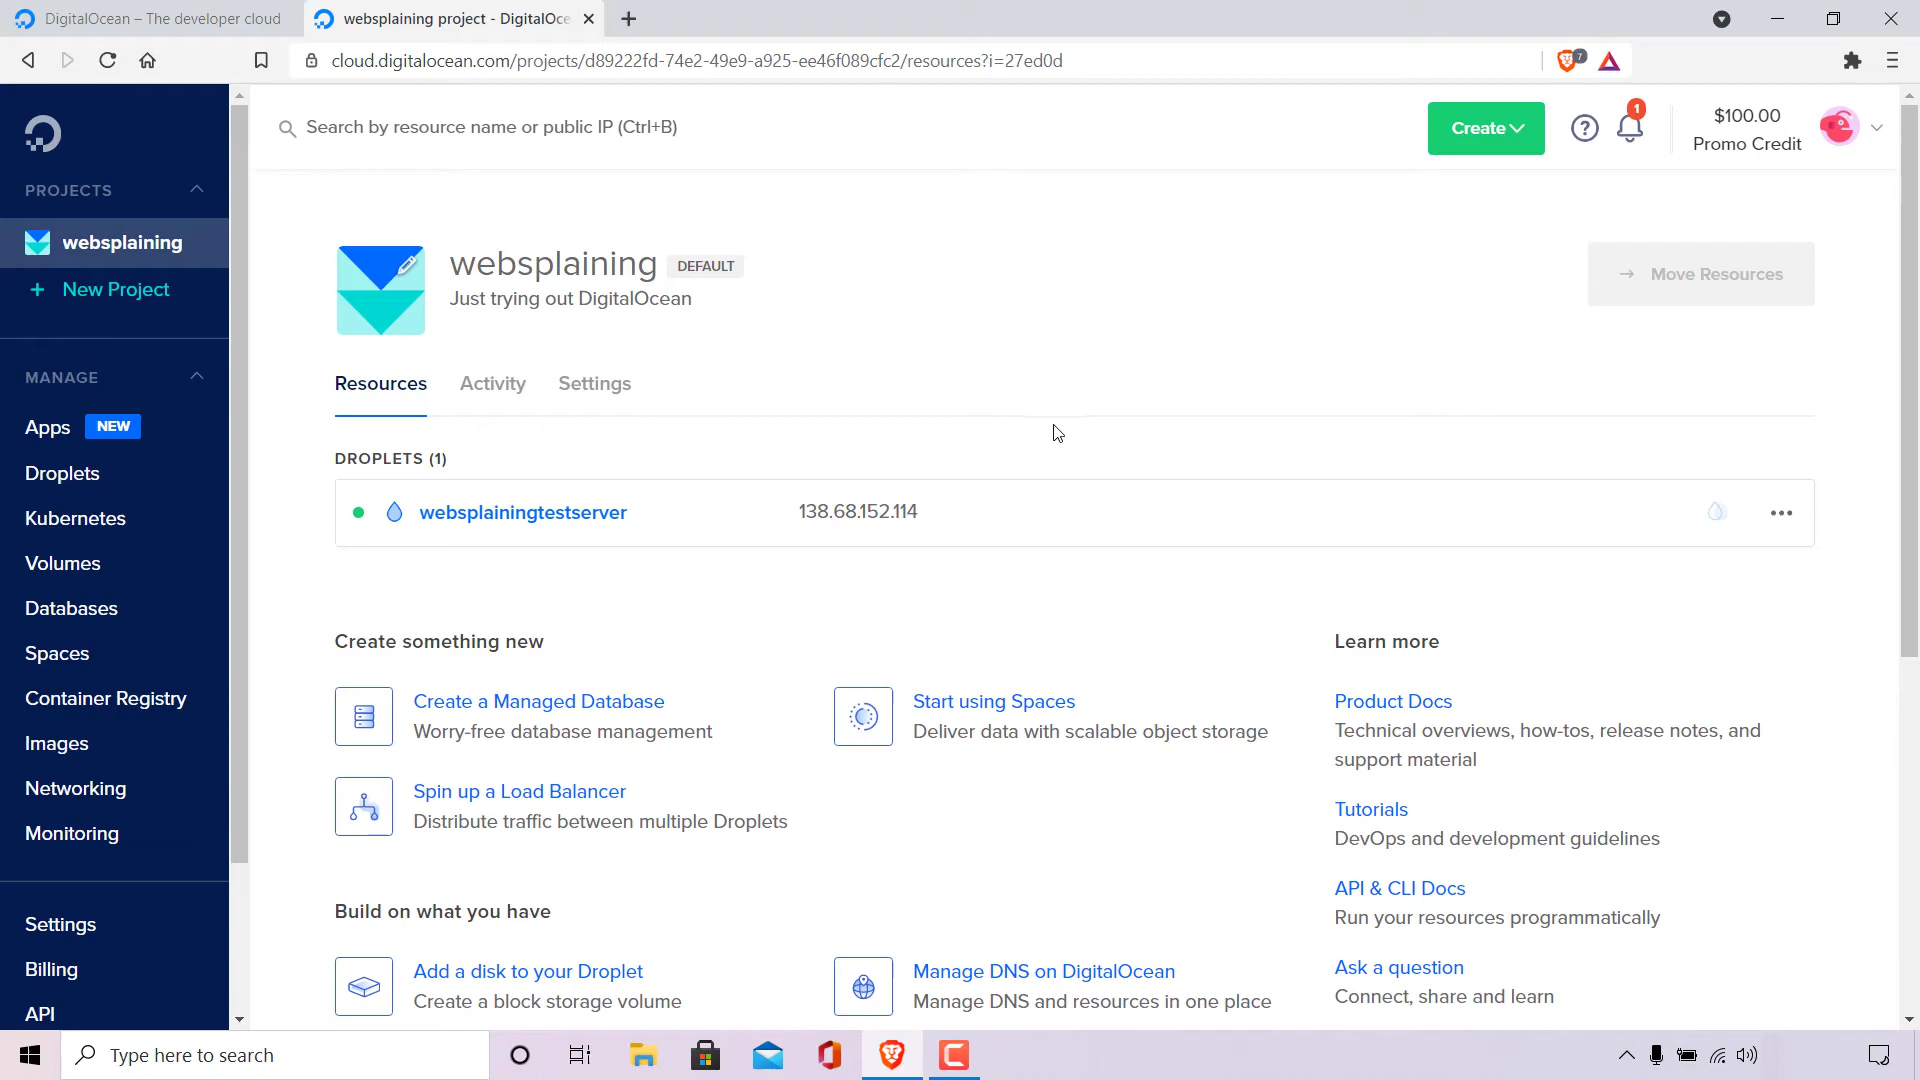 DigitalOcean – The developer cloud
websplaining project - DigitalOce
cloud.digitalocean.com/projects/d89222fd-74e2-49e9-a925-ee46f089cfc2/resources?i=27ed0d
7
PROJECTS
websplaining
+ New Project
MANAGE
Apps NEW
Droplets
Kubernetes
Volumes
Databases
Spaces
Container Registry
Images
Networking
Monitoring
Settings
Billing
API
Search by resource name or public IP (Ctrl+B)
Create
?
1
$100.00
Promo Credit
websplaining DEFAULT
Just trying out DigitalOcean
→ Move Resources
Resources Activity Settings
DROPLETS (1)
websplainingtestserver 138.68.152.114
Create something new
Create a Managed Database
Worry-free database management
Start using Spaces
Deliver data with scalable object storage
Spin up a Load Balancer
Distribute traffic between multiple Droplets
Build on what you have
Add a disk to your Droplet
Create a block storage volume
Manage DNS on DigitalOcean
Manage DNS and resources in one place
Learn more
Product Docs
Technical overviews, how-tos, release notes, and
support material
Tutorials
DevOps and development guidelines
API & CLI Docs
Run your resources programmatically
Ask a question
Connect, share and learn
Type here to search